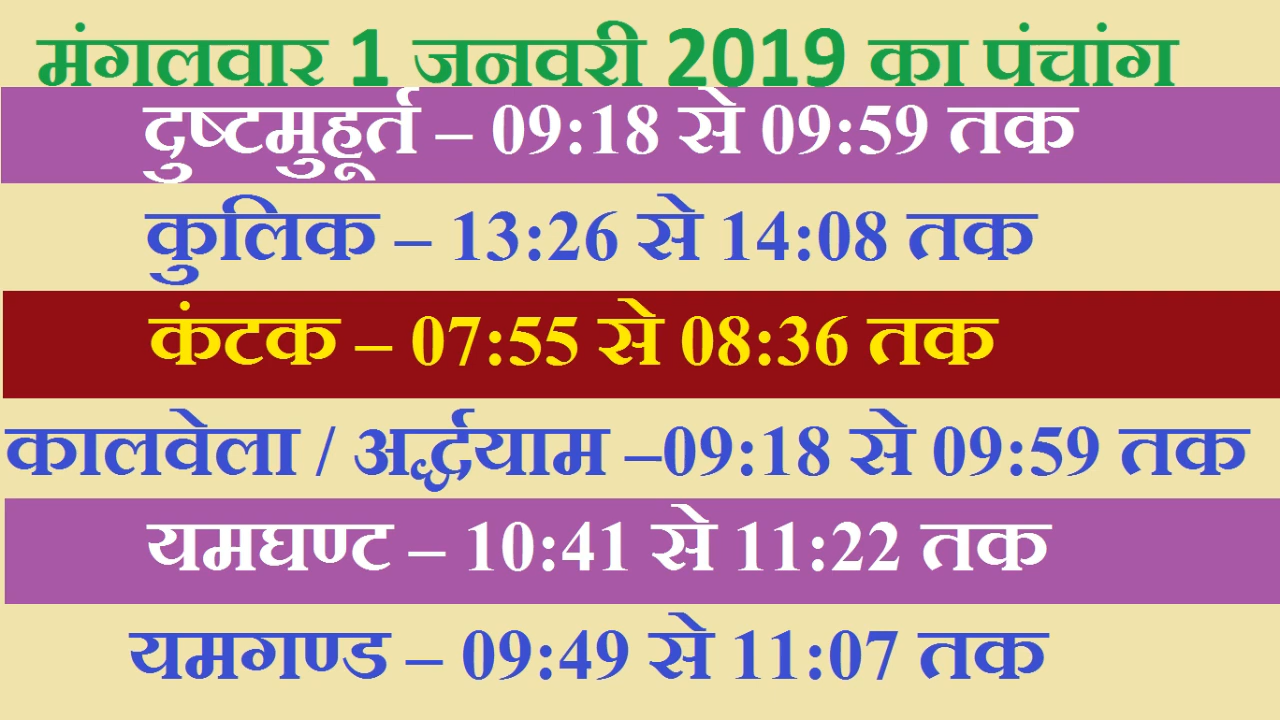 मंगलवार 1 जनवरी 2019 का पंचांग
दुष्टमुहूर्त – 09:18 से 09:59 तक
कुलिक – 13:26 से 14:08 तक
कंटक – 07:55 से 08:36 तक
कालवेला / अर्द्धयाम –09:18 से 09:59 तक
यमघण्ट – 10:41 से 11:22 तक
यमगण्ड – 09:49 से 11:07 तक